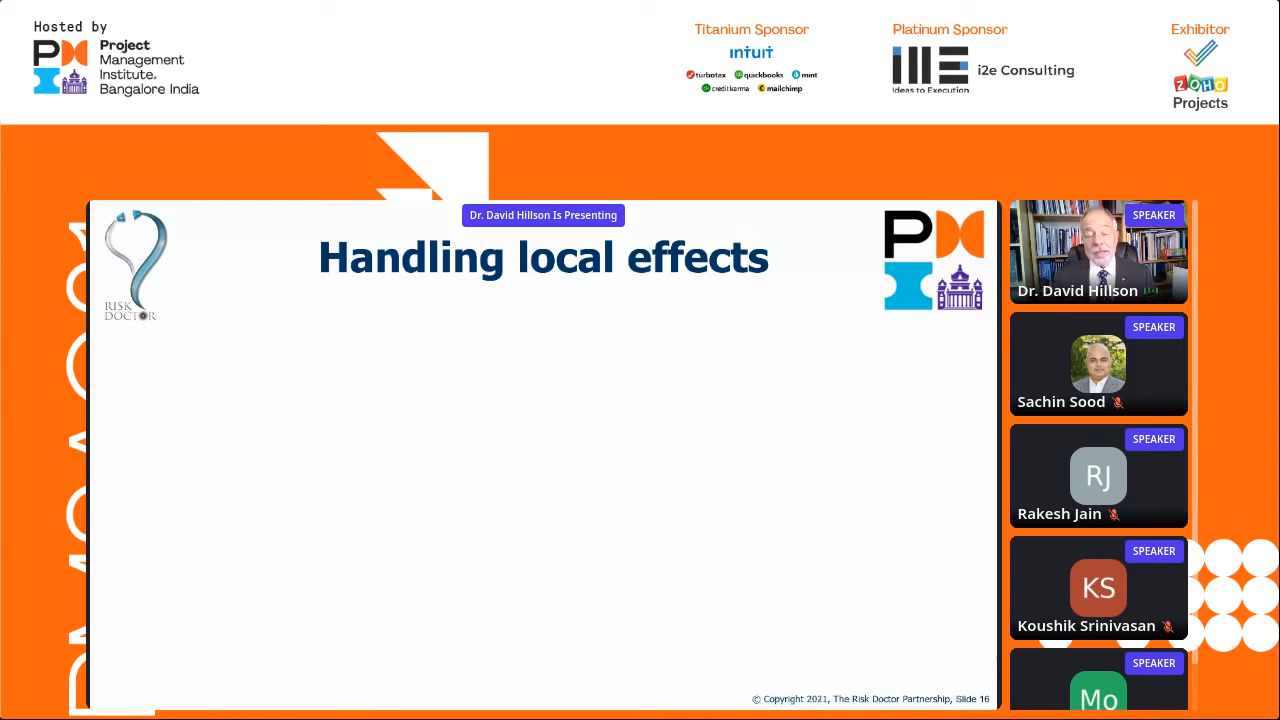 Hosted by
Project
Management
Institute.
Bangalore India
Titanium Sponsor
intuit
turbotax quickbooks mint
creditkarma mailchimp
Platinum Sponsor
i2e Consulting
Ideas to Execution
Exhibitor
ZOHO
Projects
Dr. David Hillson Is Presenting
RISK
DOCTOR
Handling local effects
© Copyright 2021, The Risk Doctor Partnership, Slide 16
SPEAKER
Dr. David Hillson
SPEAKER
Sachin Sood
SPEAKER
RJ
Rakesh Jain
SPEAKER
KS
Koushik Srinivasan
SPEAKER
Mo